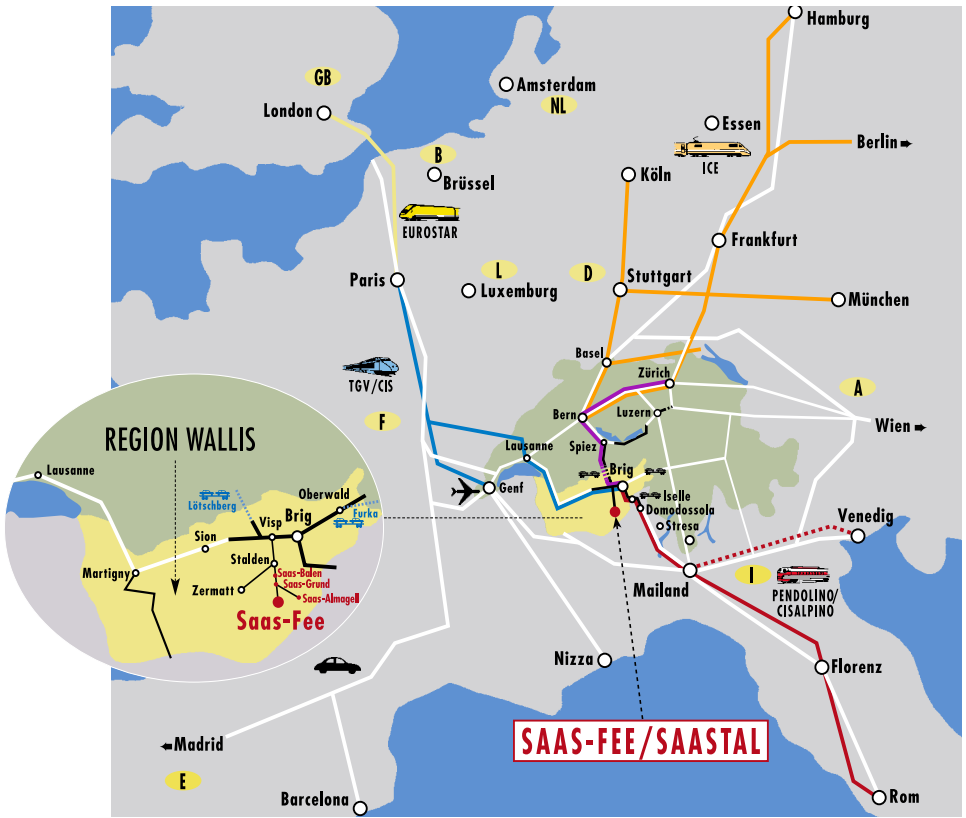 Hamburg
GB
Amsterdam
NL
London
Essen
Berlin
ICE
B
Brüssel
Köln
EUROSTAR
Frankfurt
Paris
L
Luxemburg
D
Stuttgart
München
Basel
TGV/CIS
Zürich
A
F
Bern
Luzern
Wien
REGION WALLIS
Lausanne
Spiez
Lausanne
Brig
Genf
Iselle
Domodossola
Stresa
Venedig
Oberwald
Lötschberg
Furka
Visp
Brig
Sion
Stalden
Martigny
Saas-Balen
Saas-Grund
Zermatt
Saas-Almagell
Saas-Fee
Mailand
I
PENDOLINO/
CISALPINO
Nizza
Florenz
SAAS-FEE/SAASTAL
Madrid
E
Barcelona
Rom